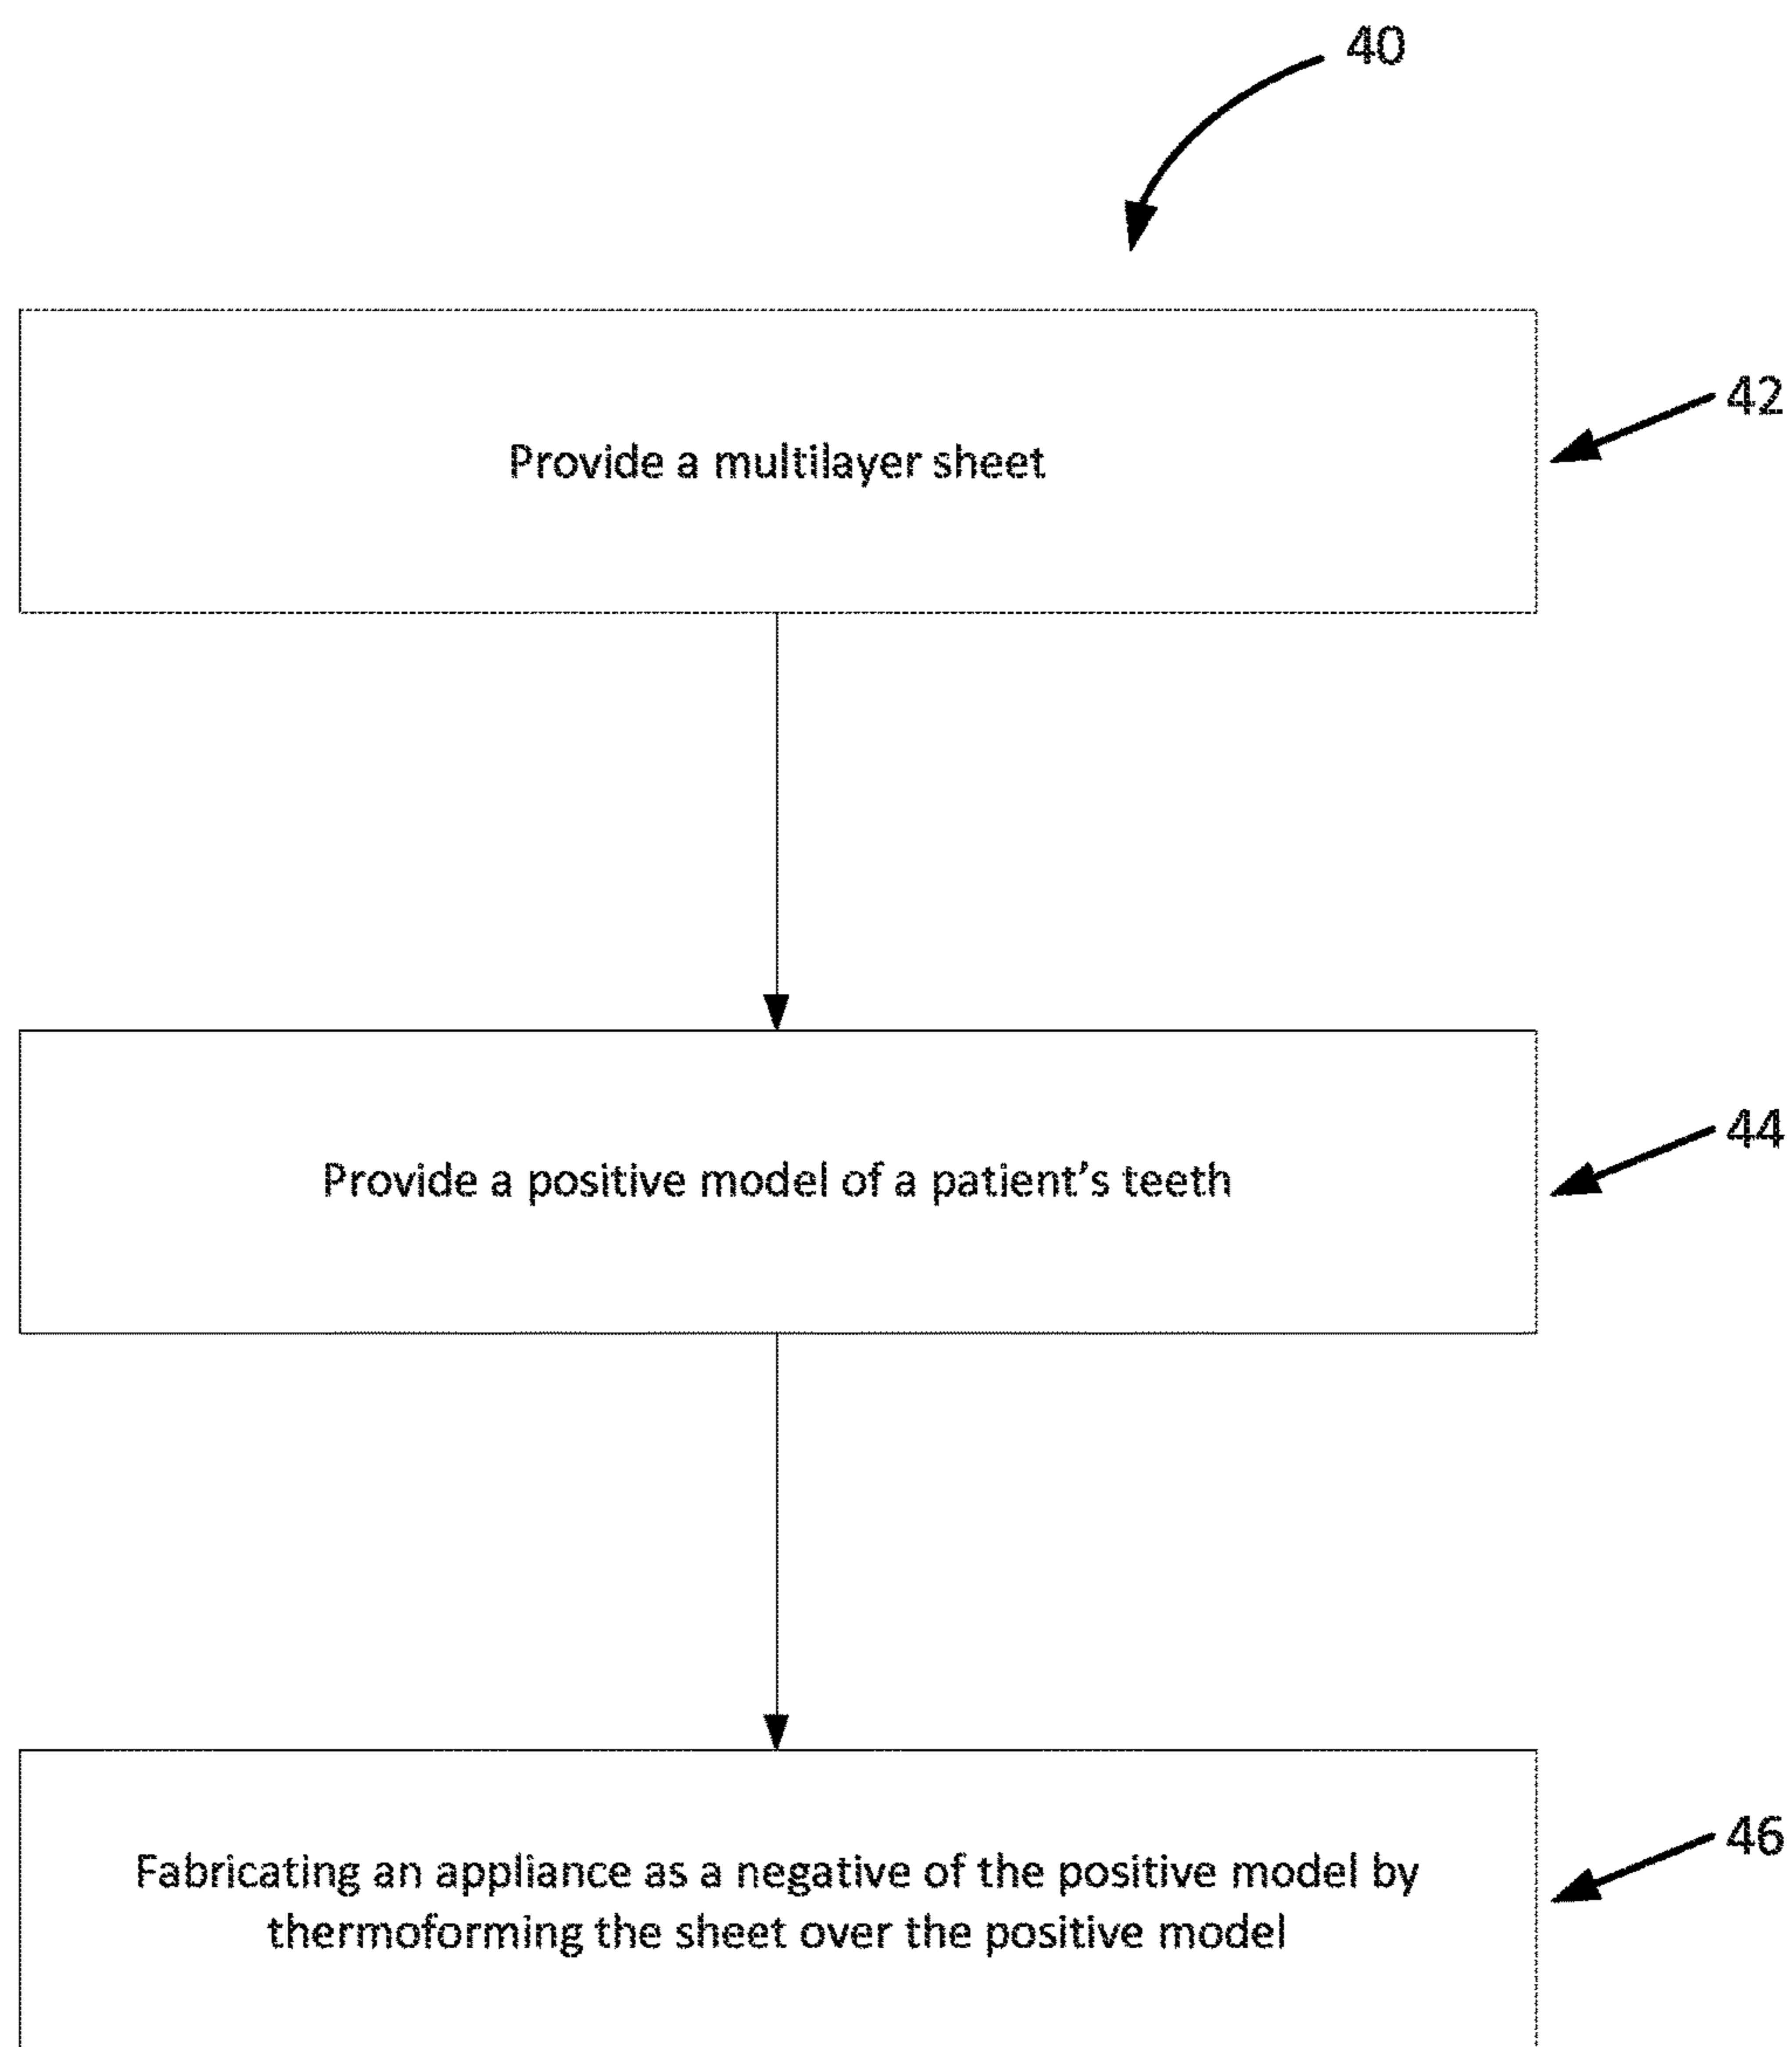 40
Provide a multilayer sheet
42
Provide a positive model of a patient's teeth
44
Fabricating an appliance as a negative of the positive model by
thermoforming the sheet over the positive model
46